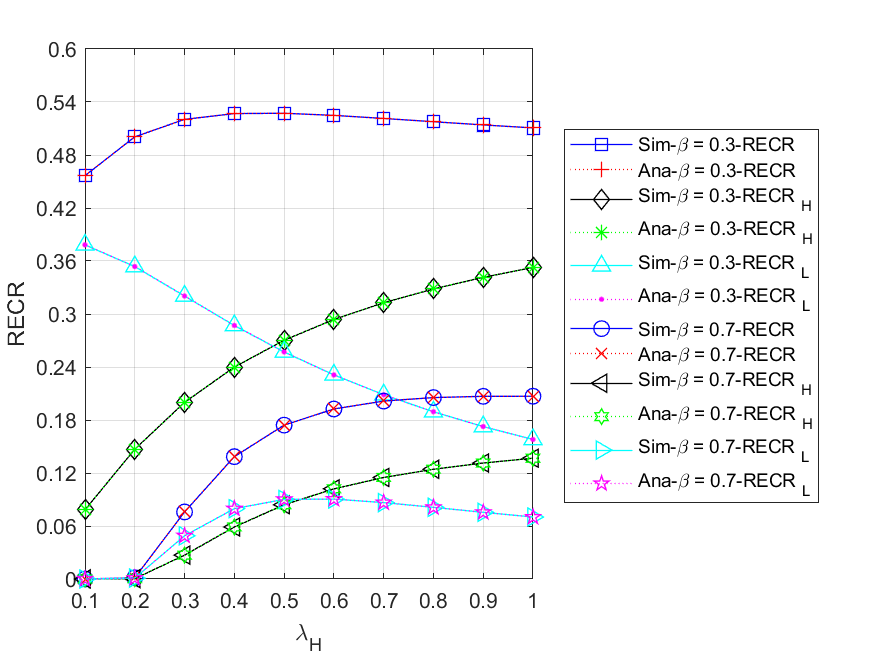 0.6
0.54
0.48
0.42
0.36
0.3
0.24
0.18
0.12
0.06
0
RECR
0.1 0.2 0.3 0.4 0.5 0.6 0.7 0.8 0.9 1
λH
Sim-β = 0.3-RECR
Ana-β = 0.3-RECR
Sim-β = 0.3-RECR H
Ana-β = 0.3-RECR H
Sim-β = 0.3-RECR L
Ana-β = 0.3-RECR L
Sim-β = 0.7-RECR
Ana-β = 0.7-RECR
Sim-β = 0.7-RECR H
Ana-β = 0.7-RECR H
Sim-β = 0.7-RECR L
Ana-β = 0.7-RECR L